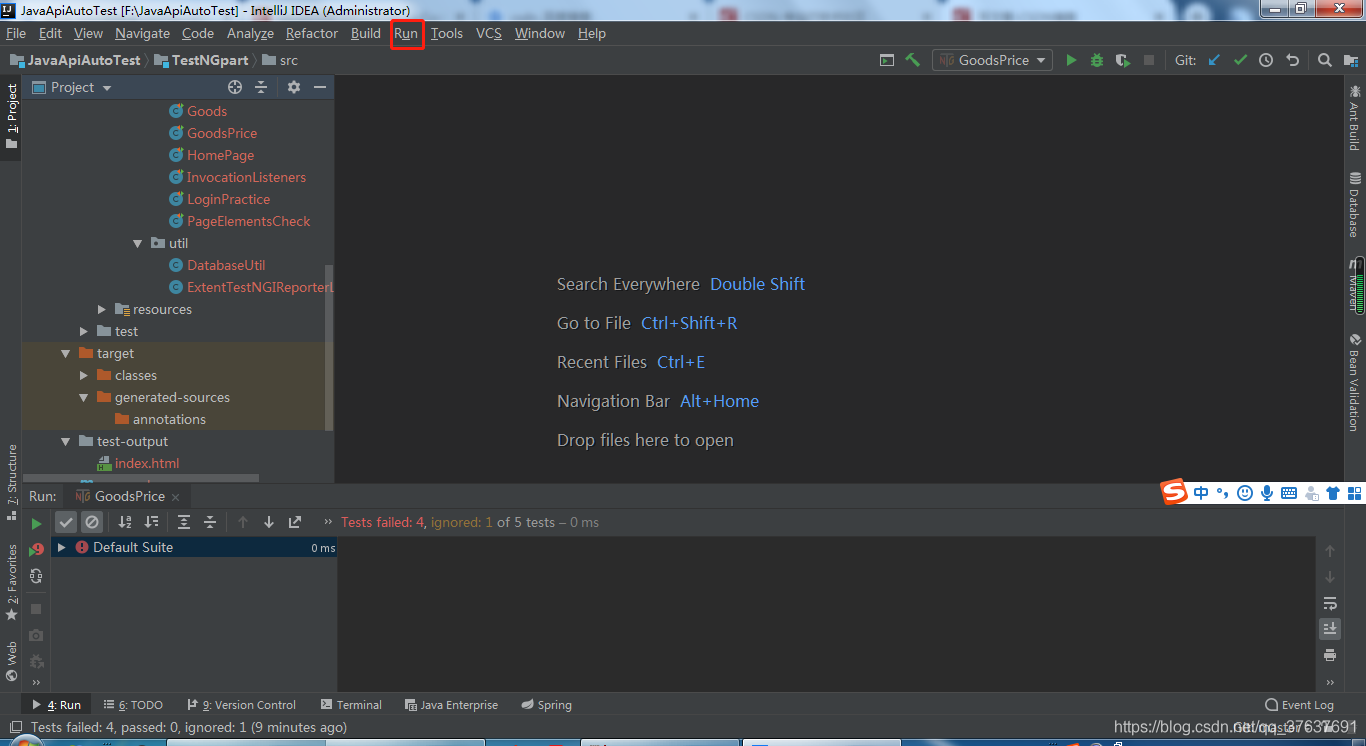 JavaApiAutoTest [F:\JavaApiAutoTest] - IntelliJ IDEA (Administrator)
File Edit View Navigate Code Analyze Refactor Build Run Tools VCS Window Help
JavaApiAutoTest TestNGpart src GoodsPrice Git:
1: Project
Project
Goods
GoodsPrice
HomePage
InvocationListeners
LoginPractice
PageElementsCheck
util
DatabaseUtil
ExtentTestNGIReporterL
resources
test
target
classes
generated-sources
annotations
test-output
index.html
Search Everywhere Double Shift
Go to File Ctrl+Shift+R
Recent Files Ctrl+E
Navigation Bar Alt+Home
Drop files here to open
Ant Build
Database
Maven
Bean Validation
7: Structure
2: Favorites
Web
中
Run: GoodsPrice
Tests failed: 4, ignored: 1 of 5 tests – 0 ms
Default Suite 0 ms
4: Run 6: TODO 9: Version Control Terminal Java Enterprise Spring Event Log
Tests failed: 4, passed: 0, ignored: 1 (9 minutes ago)
https://blog.csdn.net/qq_37637691